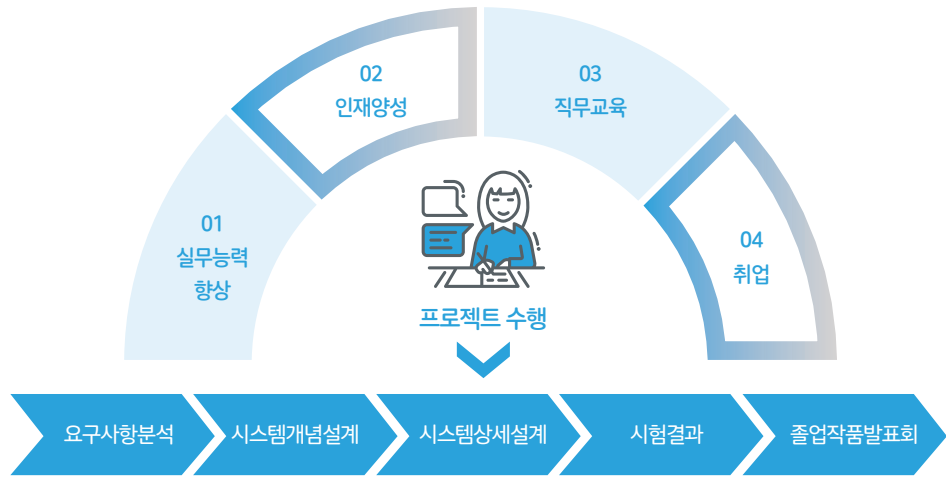 01
실무능력
향상
02
인재양성
03
직무교육
04
취업
프로젝트 수행
요구사항분석
시스템개념설계
시스템상세설계
시험결과
졸업작품발표회